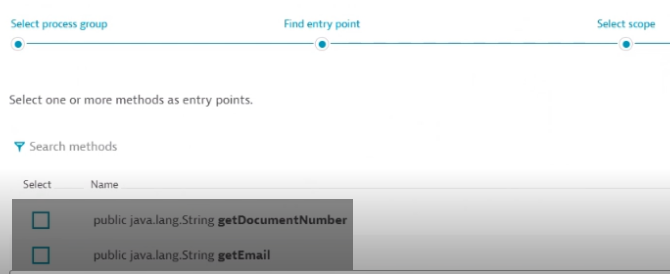 Select process group Find entry point Select scope
Select one or more methods as entry points.
Search methods
Select Name
public java.lang.String getDocumentNumber
public java.lang.String getEmail